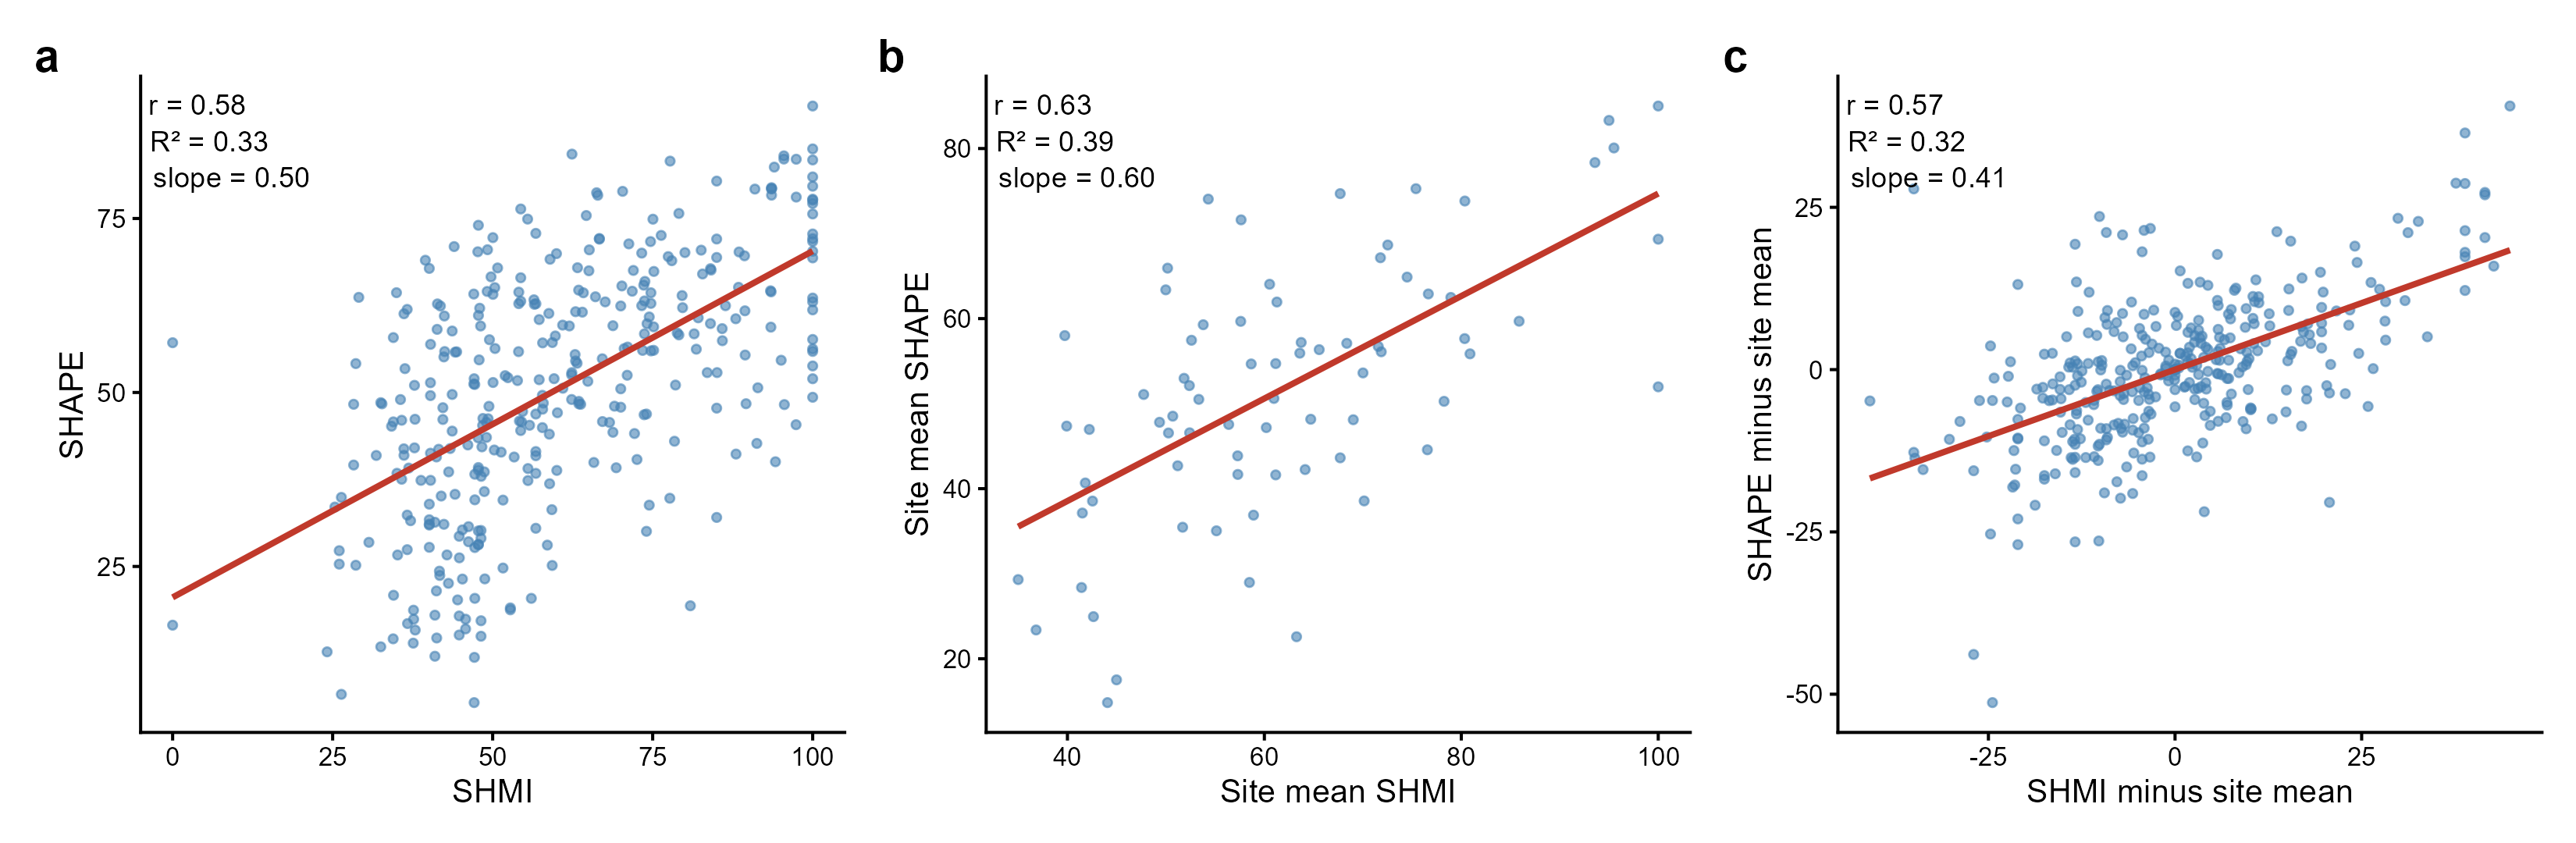 a
r = 0.58
R² = 0.33
slope = 0.50
SHAPE
75
50
25
0
25
50
75
100
SHMI
b
r = 0.63
R² = 0.39
slope = 0.60
Site mean SHAPE
80
60
40
20
40
60
80
100
Site mean SHMI
c
r = 0.57
R² = 0.32
slope = 0.41
SHAPE minus site mean
25
0
-25
-50
-25
0
25
SHMI minus site mean